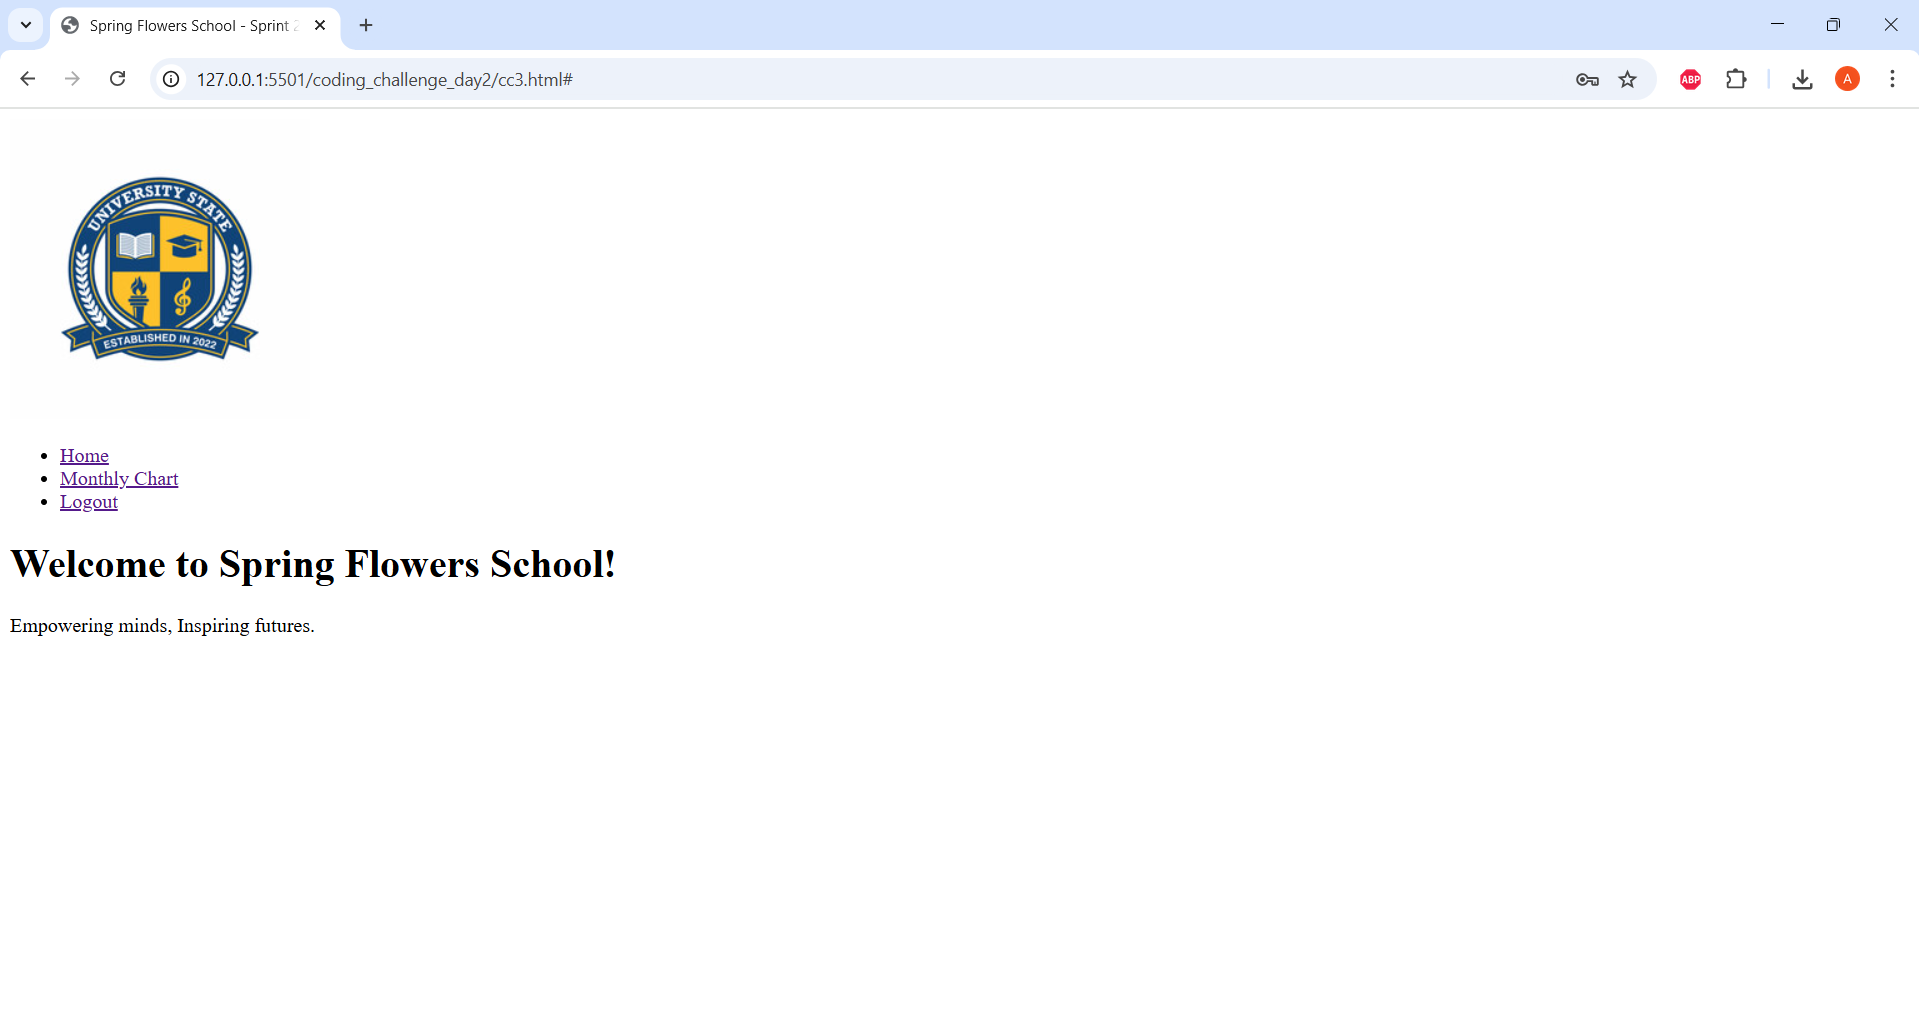 Spring Flowers School - Sprint
127.0.0.1:5501/coding_challenge_day2/cc3.html#
ABP
A
UNIVERSITY STATE
ESTABLISHED IN 2022
Home
Monthly Chart
Logout
Welcome to Spring Flowers School!
Empowering minds, Inspiring futures.